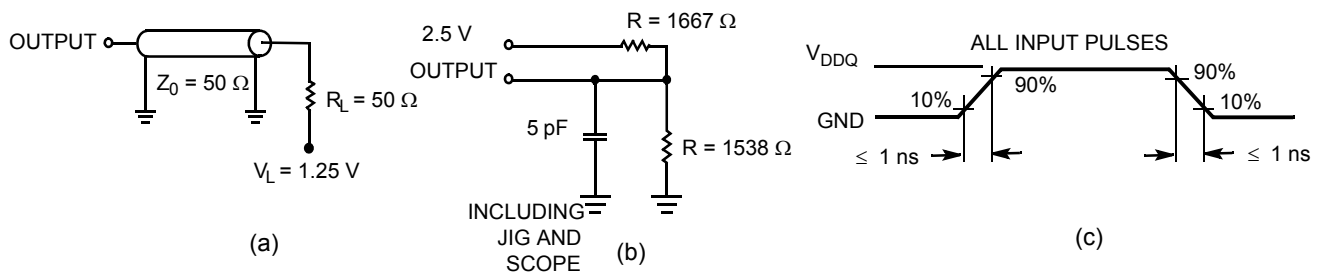 OUTPUT
Z0 = 50 Ω
RL = 50 Ω
VL = 1.25 V
(a)
R = 1667 Ω
2.5 V
OUTPUT
5 pF
R = 1538 Ω
INCLUDING
JIG AND
SCOPE
(b)
ALL INPUT PULSES
VDDQ
GND
10%
90%
90%
10%
≤ 1 ns
≤ 1 ns
(c)